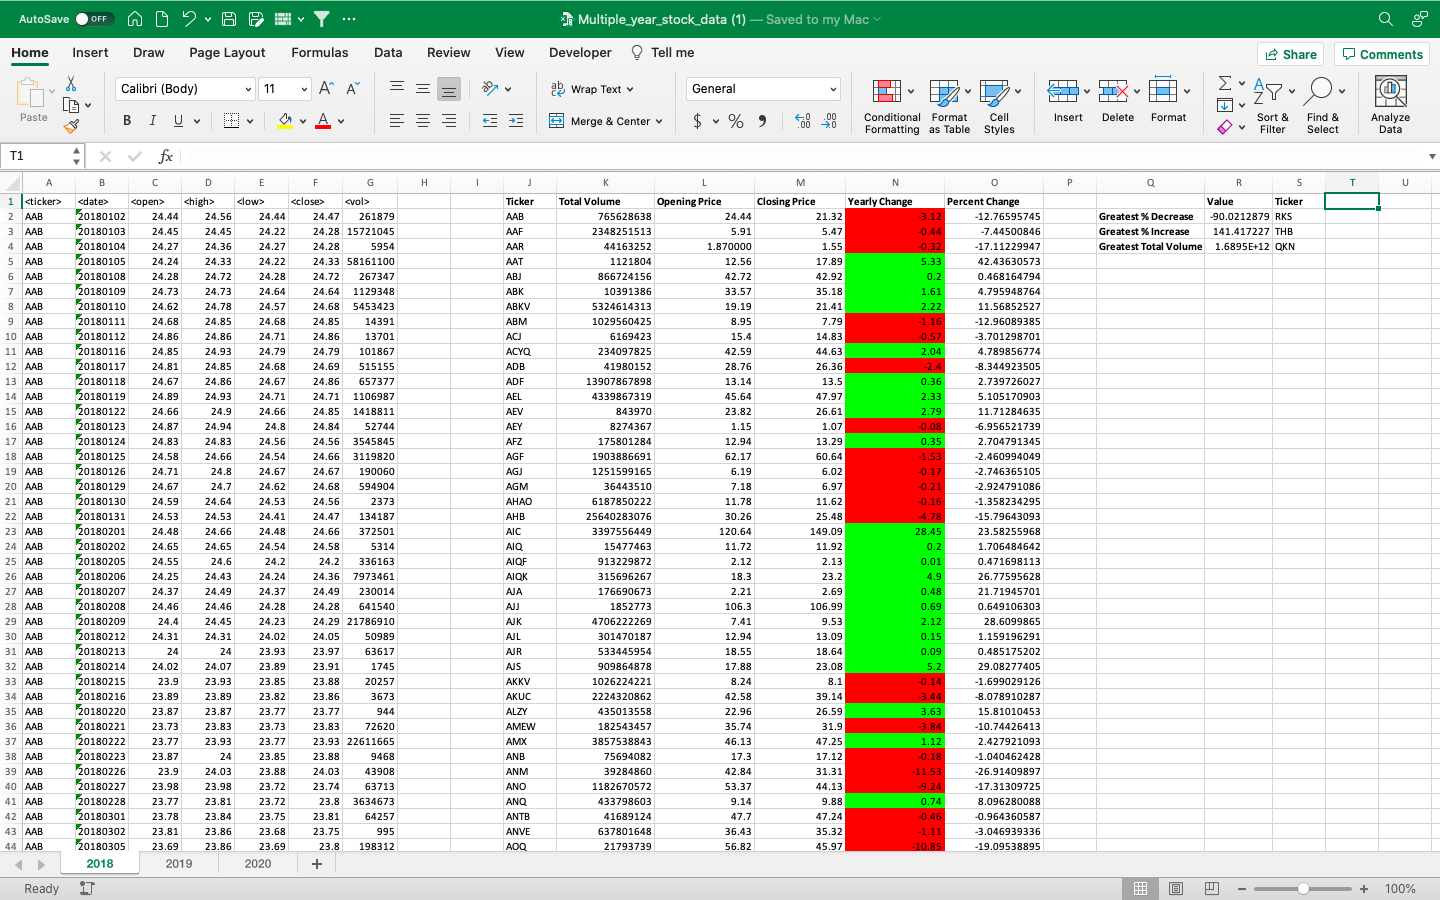 AutoSave OFF Multiple_year_stock_data (1) — Saved to my Mac
Home Insert Draw Page Layout Formulas Data Review View Developer Tell me Share Comments
Paste Calibri (Body) 11 A A Wrap Text General Conditional Formatting Format as Table Cell Styles Insert Delete Format Sort & Filter Find & Select Analyze Data
B I U A Merge & Center $ %
T1 fx
A B C D E F G H I J K L M N O P Q R S T U
1 <ticker> <date> <open> <high> <low> <close> <vol> Ticker Total Volume Opening Price Closing Price Yearly Change Percent Change Value Ticker
2 AAB 20180102 24.44 24.56 24.44 24.47 261879 AAB 765628638 24.44 21.32 -3.12 -12.76595745 Greatest % Decrease -90.0212879 RKS
3 AAB 20180103 24.45 24.45 24.22 24.28 15721045 AAF 2348251513 5.91 5.47 -0.44 -7.44500846 Greatest % Increase 141.417227 THB
4 AAB 20180104 24.27 24.36 24.27 24.28 5954 AAR 44163252 1.870000 1.55 -0.32 -17.11229947 Greatest Total Volume 1.6895E+12 QKN
5 AAB 20180105 24.24 24.33 24.22 24.33 58161100 AAT 1121804 12.56 17.89 5.33 42.43630573
6 AAB 20180108 24.28 24.72 24.28 24.72 267347 ABJ 866724156 42.72 42.92 0.2 0.468164794
7 AAB 20180109 24.73 24.73 24.64 24.64 1129348 ABK 10391386 33.57 35.18 1.61 4.795948764
8 AAB 20180110 24.62 24.78 24.57 24.68 5453423 ABKV 5324614313 19.19 21.41 2.22 11.56852527
9 AAB 20180111 24.68 24.85 24.68 24.85 14391 ABM 1029560425 8.95 7.79 -1.16 -12.96089385
10 AAB 20180112 24.86 24.86 24.71 24.86 13701 ACJ 6169423 15.4 14.83 -0.57 -3.701298701
11 AAB 20180116 24.85 24.93 24.79 24.79 101867 ACYQ 234097825 42.59 44.63 2.04 4.789856774
12 AAB 20180117 24.81 24.85 24.68 24.69 515155 ADB 41980152 28.76 26.36 -2.4 -8.344923505
13 AAB 20180118 24.67 24.86 24.67 24.86 657377 ADF 13907867898 13.14 13.5 0.36 2.739726027
14 AAB 20180119 24.89 24.93 24.71 24.71 1106987 AEL 4339867319 45.64 47.97 2.33 5.105170903
15 AAB 20180122 24.66 24.9 24.66 24.85 1418811 AEV 843970 23.82 26.61 2.79 11.71284635
16 AAB 20180123 24.87 24.94 24.8 24.84 52744 AEY 8274367 1.15 1.07 -0.08 -6.956521739
17 AAB 20180124 24.83 24.83 24.56 24.56 3545845 AFZ 175801284 12.94 13.29 0.35 2.704791345
18 AAB 20180125 24.58 24.66 24.54 24.66 3119820 AGF 1903886691 62.17 60.64 -1.53 -2.460994049
19 AAB 20180126 24.71 24.8 24.67 24.67 190060 AGJ 1251599165 6.19 6.02 -0.17 -2.746365105
20 AAB 20180129 24.67 24.7 24.62 24.68 594904 AGM 36443510 7.18 6.97 -0.21 -2.924791086
21 AAB 20180130 24.59 24.64 24.53 24.56 2373 AHAO 6187850222 11.78 11.62 -0.16 -1.358234295
22 AAB 20180131 24.53 24.53 24.41 24.47 134187 AHB 25640283076 30.26 25.48 -4.78 -15.79643093
23 AAB 20180201 24.48 24.66 24.48 24.66 372501 AIC 3397556449 120.64 149.09 28.45 23.58255968
24 AAB 20180202 24.65 24.65 24.54 24.58 5314 AIQ 15477463 11.72 11.92 0.2 1.706484642
25 AAB 20180205 24.55 24.6 24.2 24.2 336163 AIQF 913229872 2.12 2.13 0.01 0.471698113
26 AAB 20180206 24.25 24.43 24.24 24.36 7973461 AIQK 315696267 18.3 23.2 4.9 26.77595628
27 AAB 20180207 24.37 24.49 24.37 24.49 230014 AJA 176690673 2.21 2.69 0.48 21.71945701
28 AAB 20180208 24.46 24.46 24.28 24.28 641540 AJJ 1852773 106.3 106.99 0.69 0.649106303
29 AAB 20180209 24.4 24.45 24.23 24.29 21786910 AJK 4706222269 7.41 9.53 2.12 28.6099865
30 AAB 20180212 24.31 24.31 24.02 24.05 50989 AJL 301470187 12.94 13.09 0.15 1.159196291
31 AAB 20180213 24 24 23.93 23.97 63617 AJR 533445954 18.55 18.64 0.09 0.485175202
32 AAB 20180214 24.02 24.07 23.89 23.91 1745 AJS 909864878 17.88 23.08 5.2 29.08277405
33 AAB 20180215 23.9 23.93 23.85 23.88 20257 AKKV 1026224221 8.24 8.1 -0.14 -1.699029126
34 AAB 20180216 23.89 23.89 23.82 23.86 3673 AKUC 2224320862 42.58 39.14 -3.44 -8.078910287
35 AAB 20180220 23.87 23.87 23.77 23.77 944 ALZY 435013558 22.96 26.59 3.63 15.81010453
36 AAB 20180221 23.73 23.83 23.73 23.83 72620 AMEW 182543457 35.74 31.9 -3.84 -10.74426413
37 AAB 20180222 23.77 23.93 23.77 23.93 22611665 AMX 3857538843 46.13 47.25 1.12 2.427921093
38 AAB 20180223 23.87 24 23.85 23.88 9468 ANB 75694082 17.3 17.12 -0.18 -1.040462428
39 AAB 20180226 23.9 24.03 23.88 24.03 43908 ANM 39284860 42.84 31.31 -11.53 -26.91409897
40 AAB 20180227 23.98 23.98 23.72 23.74 63713 ANO 1182670572 53.37 44.13 -9.24 -17.31309725
41 AAB 20180228 23.77 23.81 23.72 23.8 3634673 ANQ 433798603 9.14 9.88 0.74 8.096280088
42 AAB 20180301 23.78 23.84 23.75 23.81 64257 ANTB 41689124 47.7 47.24 -0.46 -0.964360587
43 AAB 20180302 23.81 23.86 23.68 23.75 995 ANVE 637801648 36.43 35.32 -1.11 -3.046939336
44 AAB 20180305 23.69 23.86 23.69 23.8 198312 AOQ 21793739 56.82 45.97 -10.85 -19.09538895
2018 2019 2020 +
Ready 100%